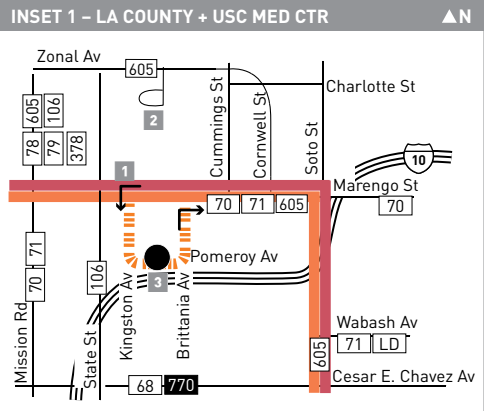 INSET 1 – LA COUNTY + USC MED CTR ▲N
Zonal Av
605
Charlotte St
Cummings St
Cornwell St
Soto St
605 106
78 79 378
2
10
1
Marengo St
70 71 605
70
71
70
106
Pomeroy Av
3
Mission Rd
State St
Kingston Av
Brittania Av
Wabash Av
71 LD
605
68 770
Cesar E. Chavez Av